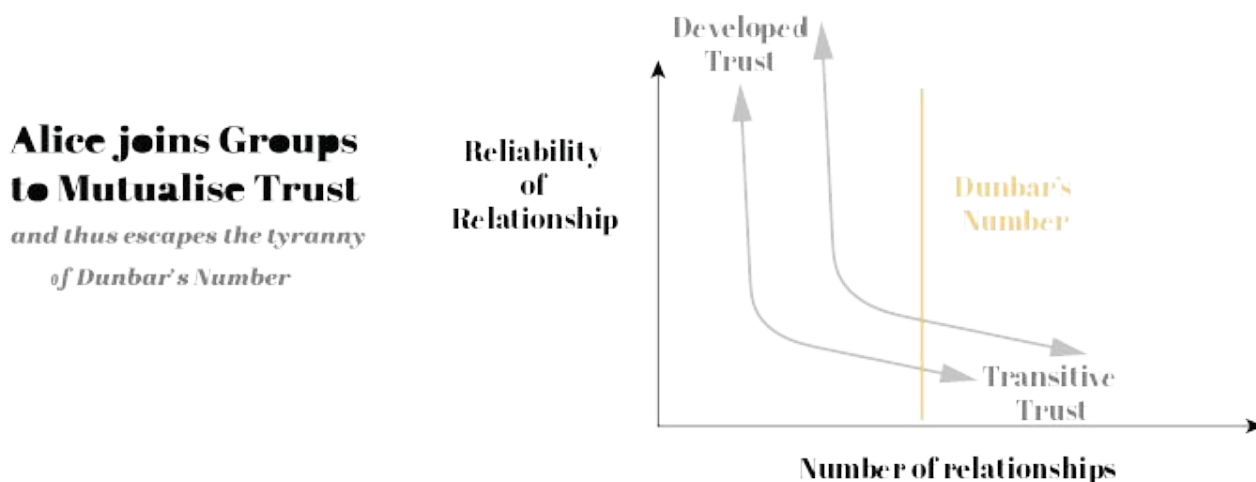 Alice joins Groups
to Mutualise Trust
and thus escapes the tyranny
of Dunbar's Number
Developed
Trust
Reliability
of
Relationship
Dunbar's
Number
Transitive
Trust
Number of relationships